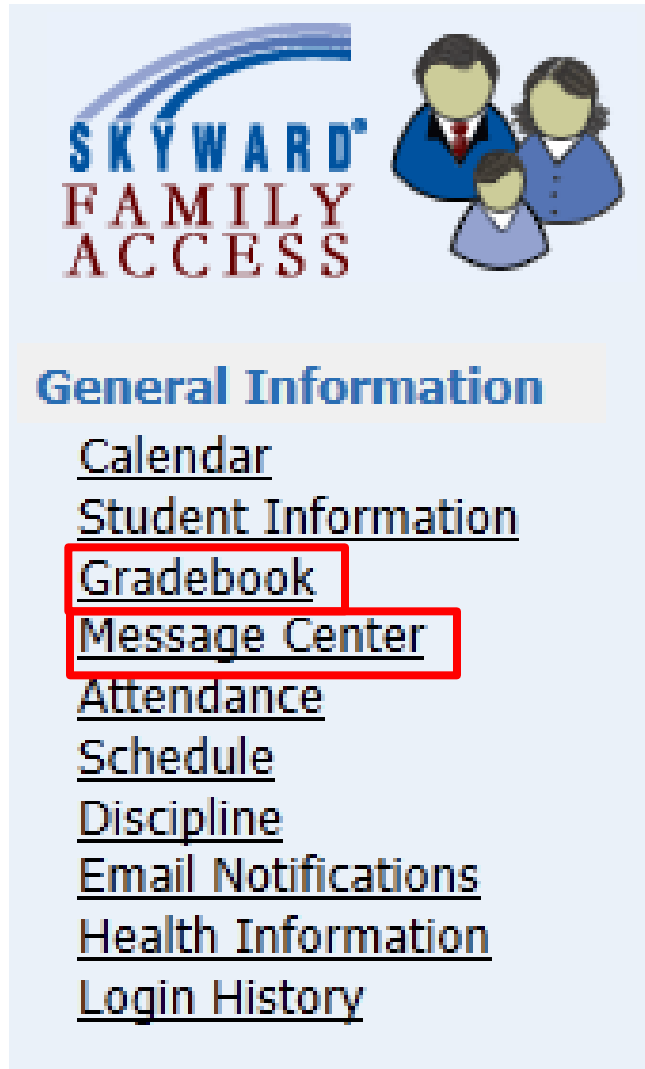 SKYWARD®
FAMILY
ACCESS
General Information
Calendar
Student Information
Gradebook
Message Center
Attendance
Schedule
Discipline
Email Notifications
Health Information
Login History